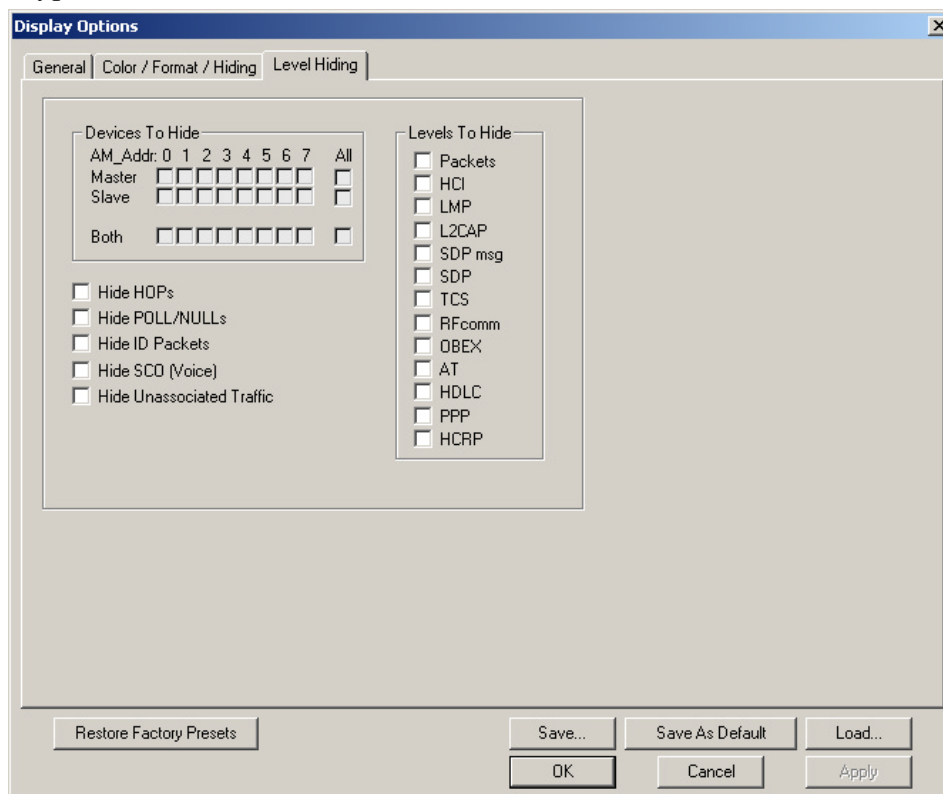 Display Options
General Color / Format / Hiding Level Hiding
Devices To Hide
AM_Addr: 0 1 2 3 4 5 6 7 All
Master
Slave
Both
Hide HOPs
Hide POLL/NULLs
Hide ID Packets
Hide SCO (Voice)
Hide Unassociated Traffic
Levels To Hide
Packets
HCI
LMP
L2CAP
SDP msg
SDP
TCS
RFcomm
OBEX
AT
HDLC
PPP
HCRP
Restore Factory Presets
Save... Save As Default Load...
OK Cancel Apply